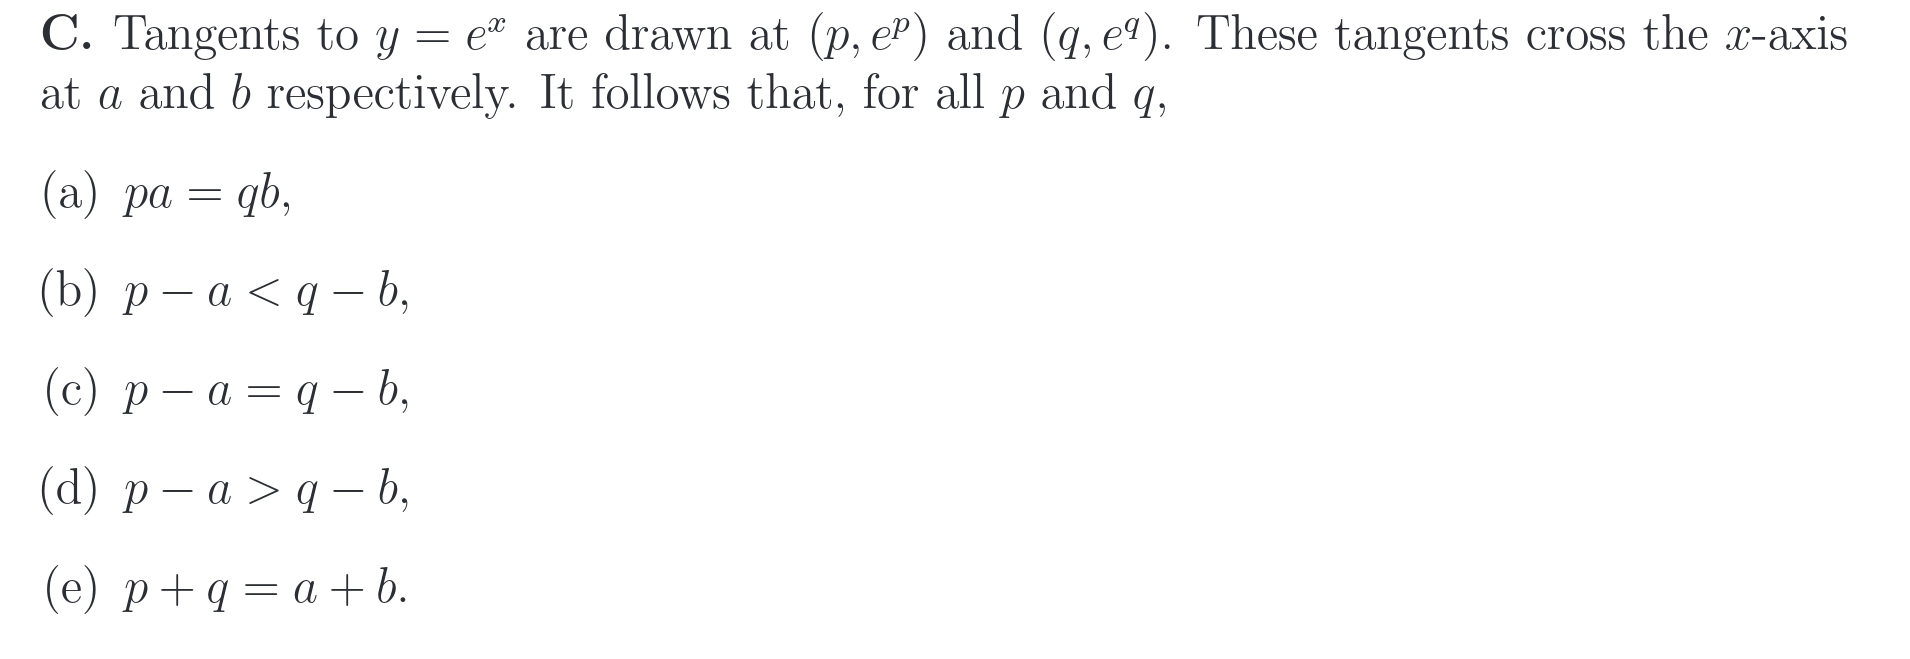 C. Tangents to y = e^x are drawn at (p, e^p) and (q, e^q). These tangents cross the x-axis
at a and b respectively. It follows that, for all p and q,
(a) pa = qb,
(b) p − a < q − b,
(c) p − a = q − b,
(d) p − a > q − b,
(e) p + q = a + b.